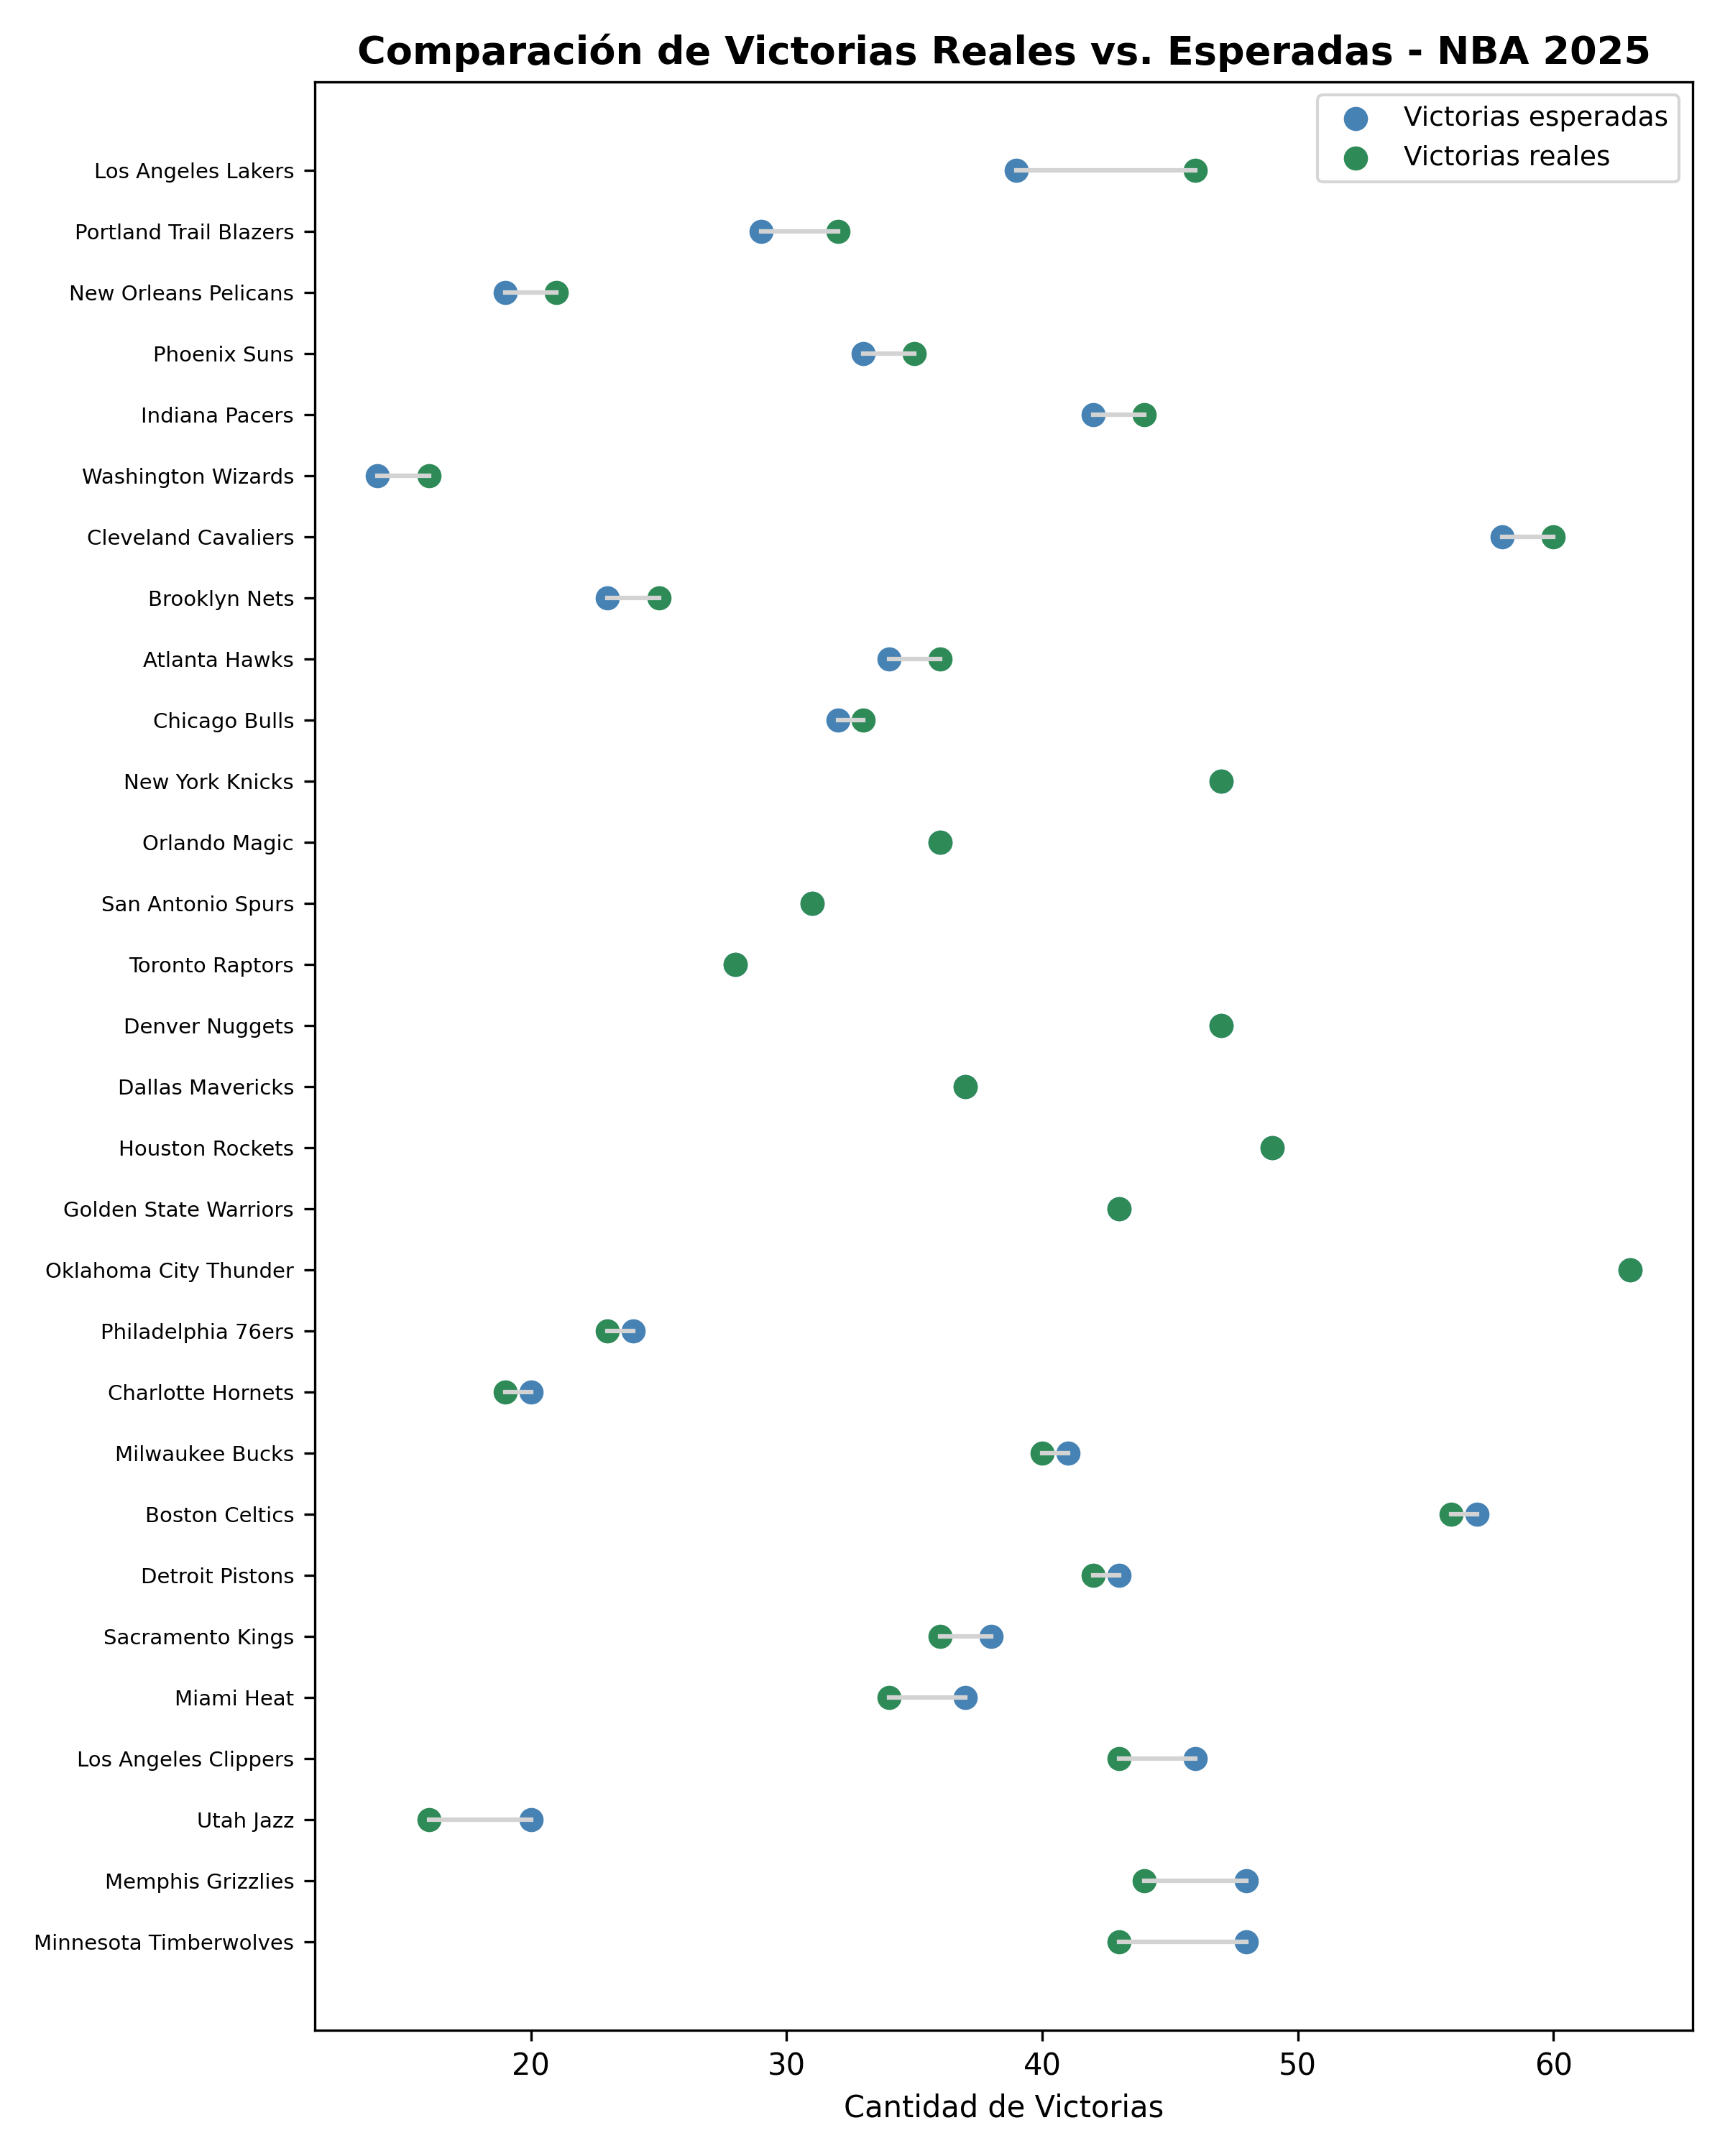 Comparación de Victorias Reales vs. Esperadas - NBA 2025
Victorias esperadas
Victorias reales
Los Angeles Lakers
Portland Trail Blazers
New Orleans Pelicans
Phoenix Suns
Indiana Pacers
Washington Wizards
Cleveland Cavaliers
Brooklyn Nets
Atlanta Hawks
Chicago Bulls
New York Knicks
Orlando Magic
San Antonio Spurs
Toronto Raptors
Denver Nuggets
Dallas Mavericks
Houston Rockets
Golden State Warriors
Oklahoma City Thunder
Philadelphia 76ers
Charlotte Hornets
Milwaukee Bucks
Boston Celtics
Detroit Pistons
Sacramento Kings
Miami Heat
Los Angeles Clippers
Utah Jazz
Memphis Grizzlies
Minnesota Timberwolves
20 30 40 50 60
Cantidad de Victorias